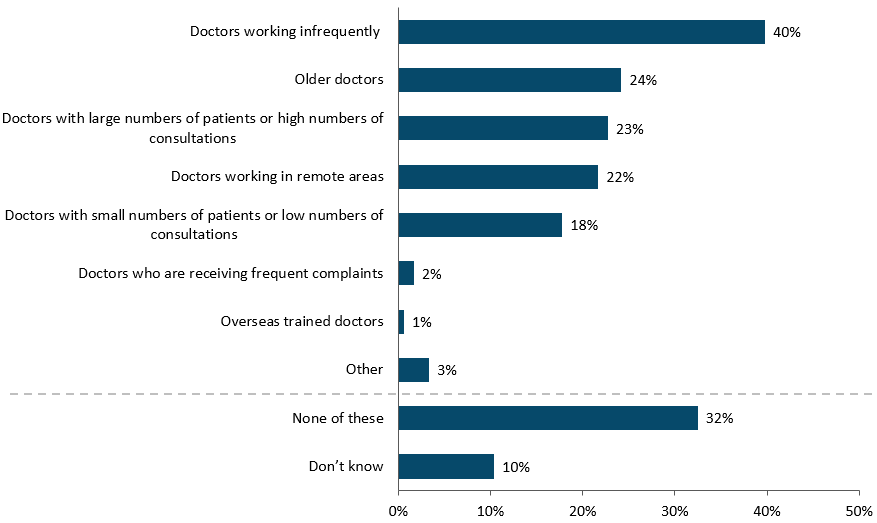 Doctors working infrequently
40%
Older doctors
24%
Doctors with large numbers of patients or high numbers of
consultations
23%
Doctors working in remote areas
22%
Doctors with small numbers of patients or low numbers of
consultations
18%
Doctors who are receiving frequent complaints
2%
Overseas trained doctors
1%
Other
3%
None of these
32%
Don’t know
10%
0% 10% 20% 30% 40% 50%